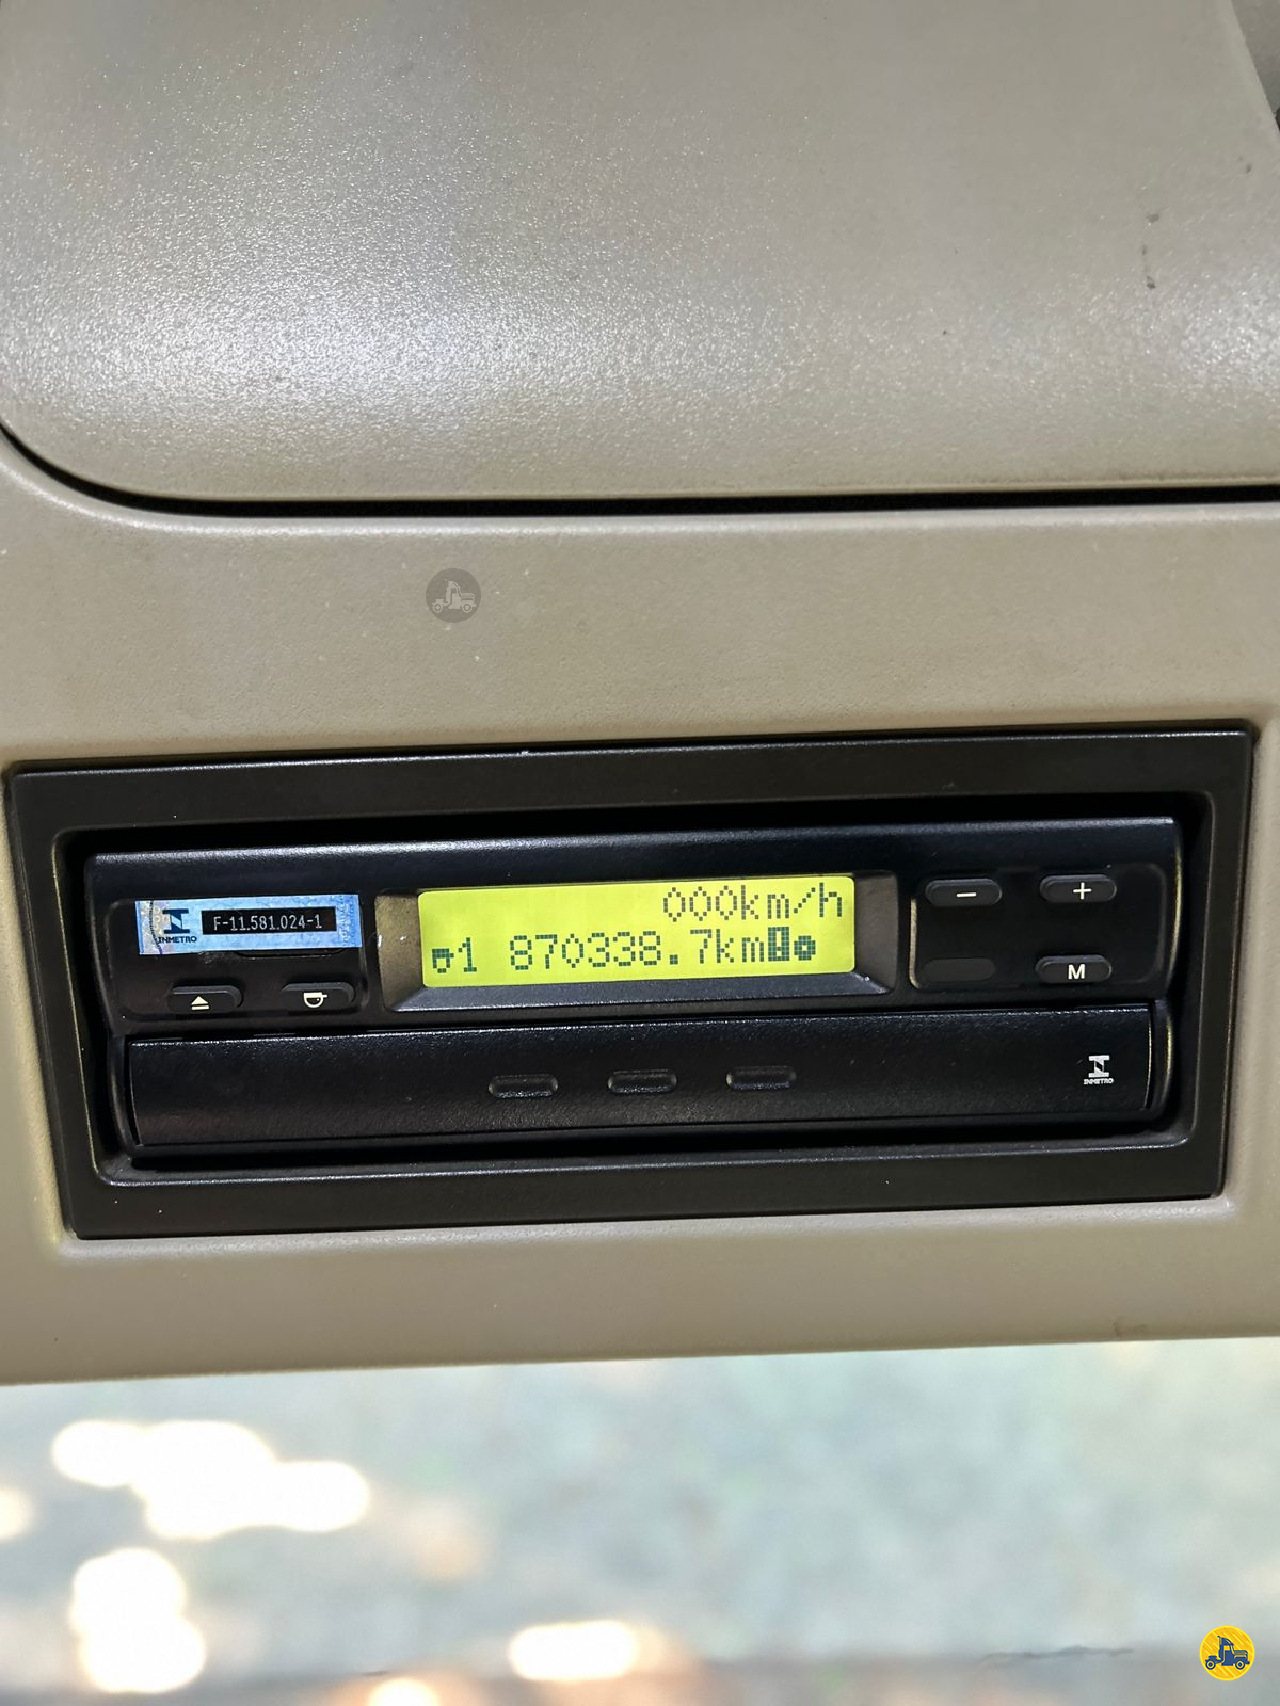 000km/h
1 870338.7km
INMETRO
F-11.581.024-1
− +
M
INMETRO